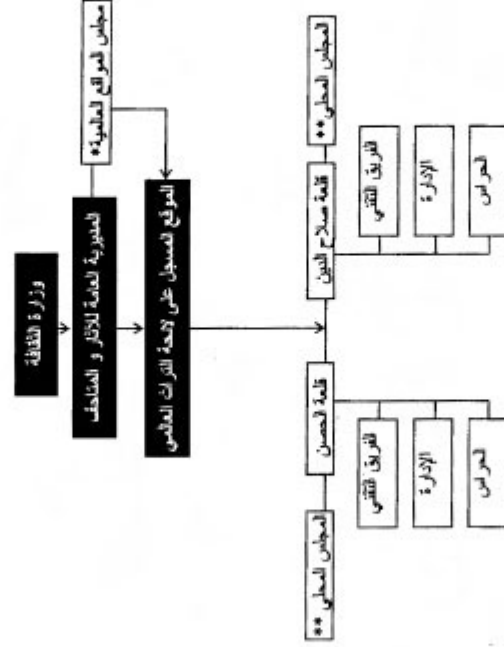 وزارة الثقافة
المديرية العامة للآثار و المتاحف
مجلس المواقع العالمية*
الموقع المسجل على لائحة التراث العالمي
المجلس المحلي **
قلعة صلاح الدين
قلعة الحصن
المجلس المحلي **
الفريق التقني
الإدارة
الحراس
الفريق التقني
الإدارة
الحراس